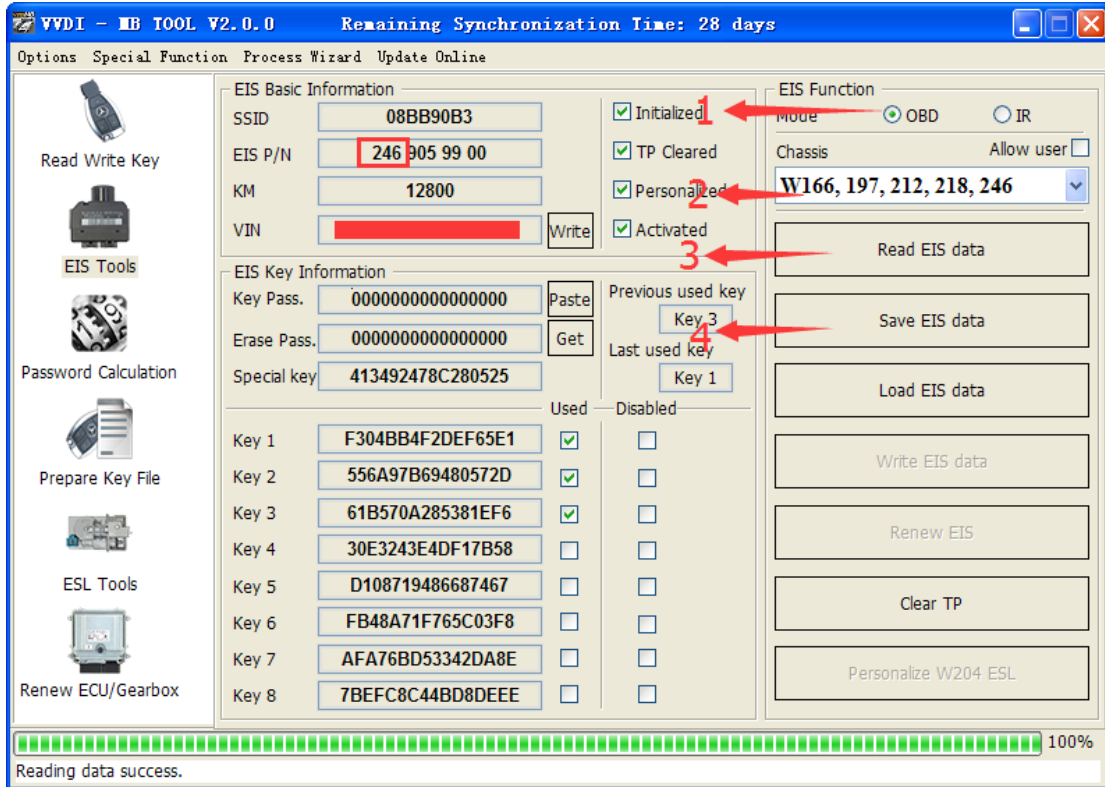 VVDI - MB TOOL V2.0.0 Remaining Synchronization Time: 28 days
Options Special Function Process Wizard Update Online
Read Write Key
EIS Tools
Password Calculation
Prepare Key File
ESL Tools
Renew ECU/Gearbox
EIS Basic Information
SSID 08BB90B3
EIS P/N 246 905 99 00
KM 12800
VIN Write
Initialized
TP Cleared
Personalized
Activated
EIS Key Information
Key Pass. 0000000000000000 Paste
Erase Pass. 0000000000000000 Get
Special key 413492478C280525
Previous used key
Key 3
Last used key
Key 1
Used Disabled
Key 1 F304BB4F2DEF65E1
Key 2 556A97B69480572D
Key 3 61B570A285381EF6
Key 4 30E3243E4DF17B58
Key 5 D108719486687467
Key 6 FB48A71F765C03F8
Key 7 AFA76BD53342DA8E
Key 8 7BEFC8C44BD8DEEE
1
2
3
4
EIS Function
Mode OBD IR
Chassis Allow user
W166, 197, 212, 218, 246
Read EIS data
Save EIS data
Load EIS data
Write EIS data
Renew EIS
Clear TP
Personalize W204 ESL
100%
Reading data success.